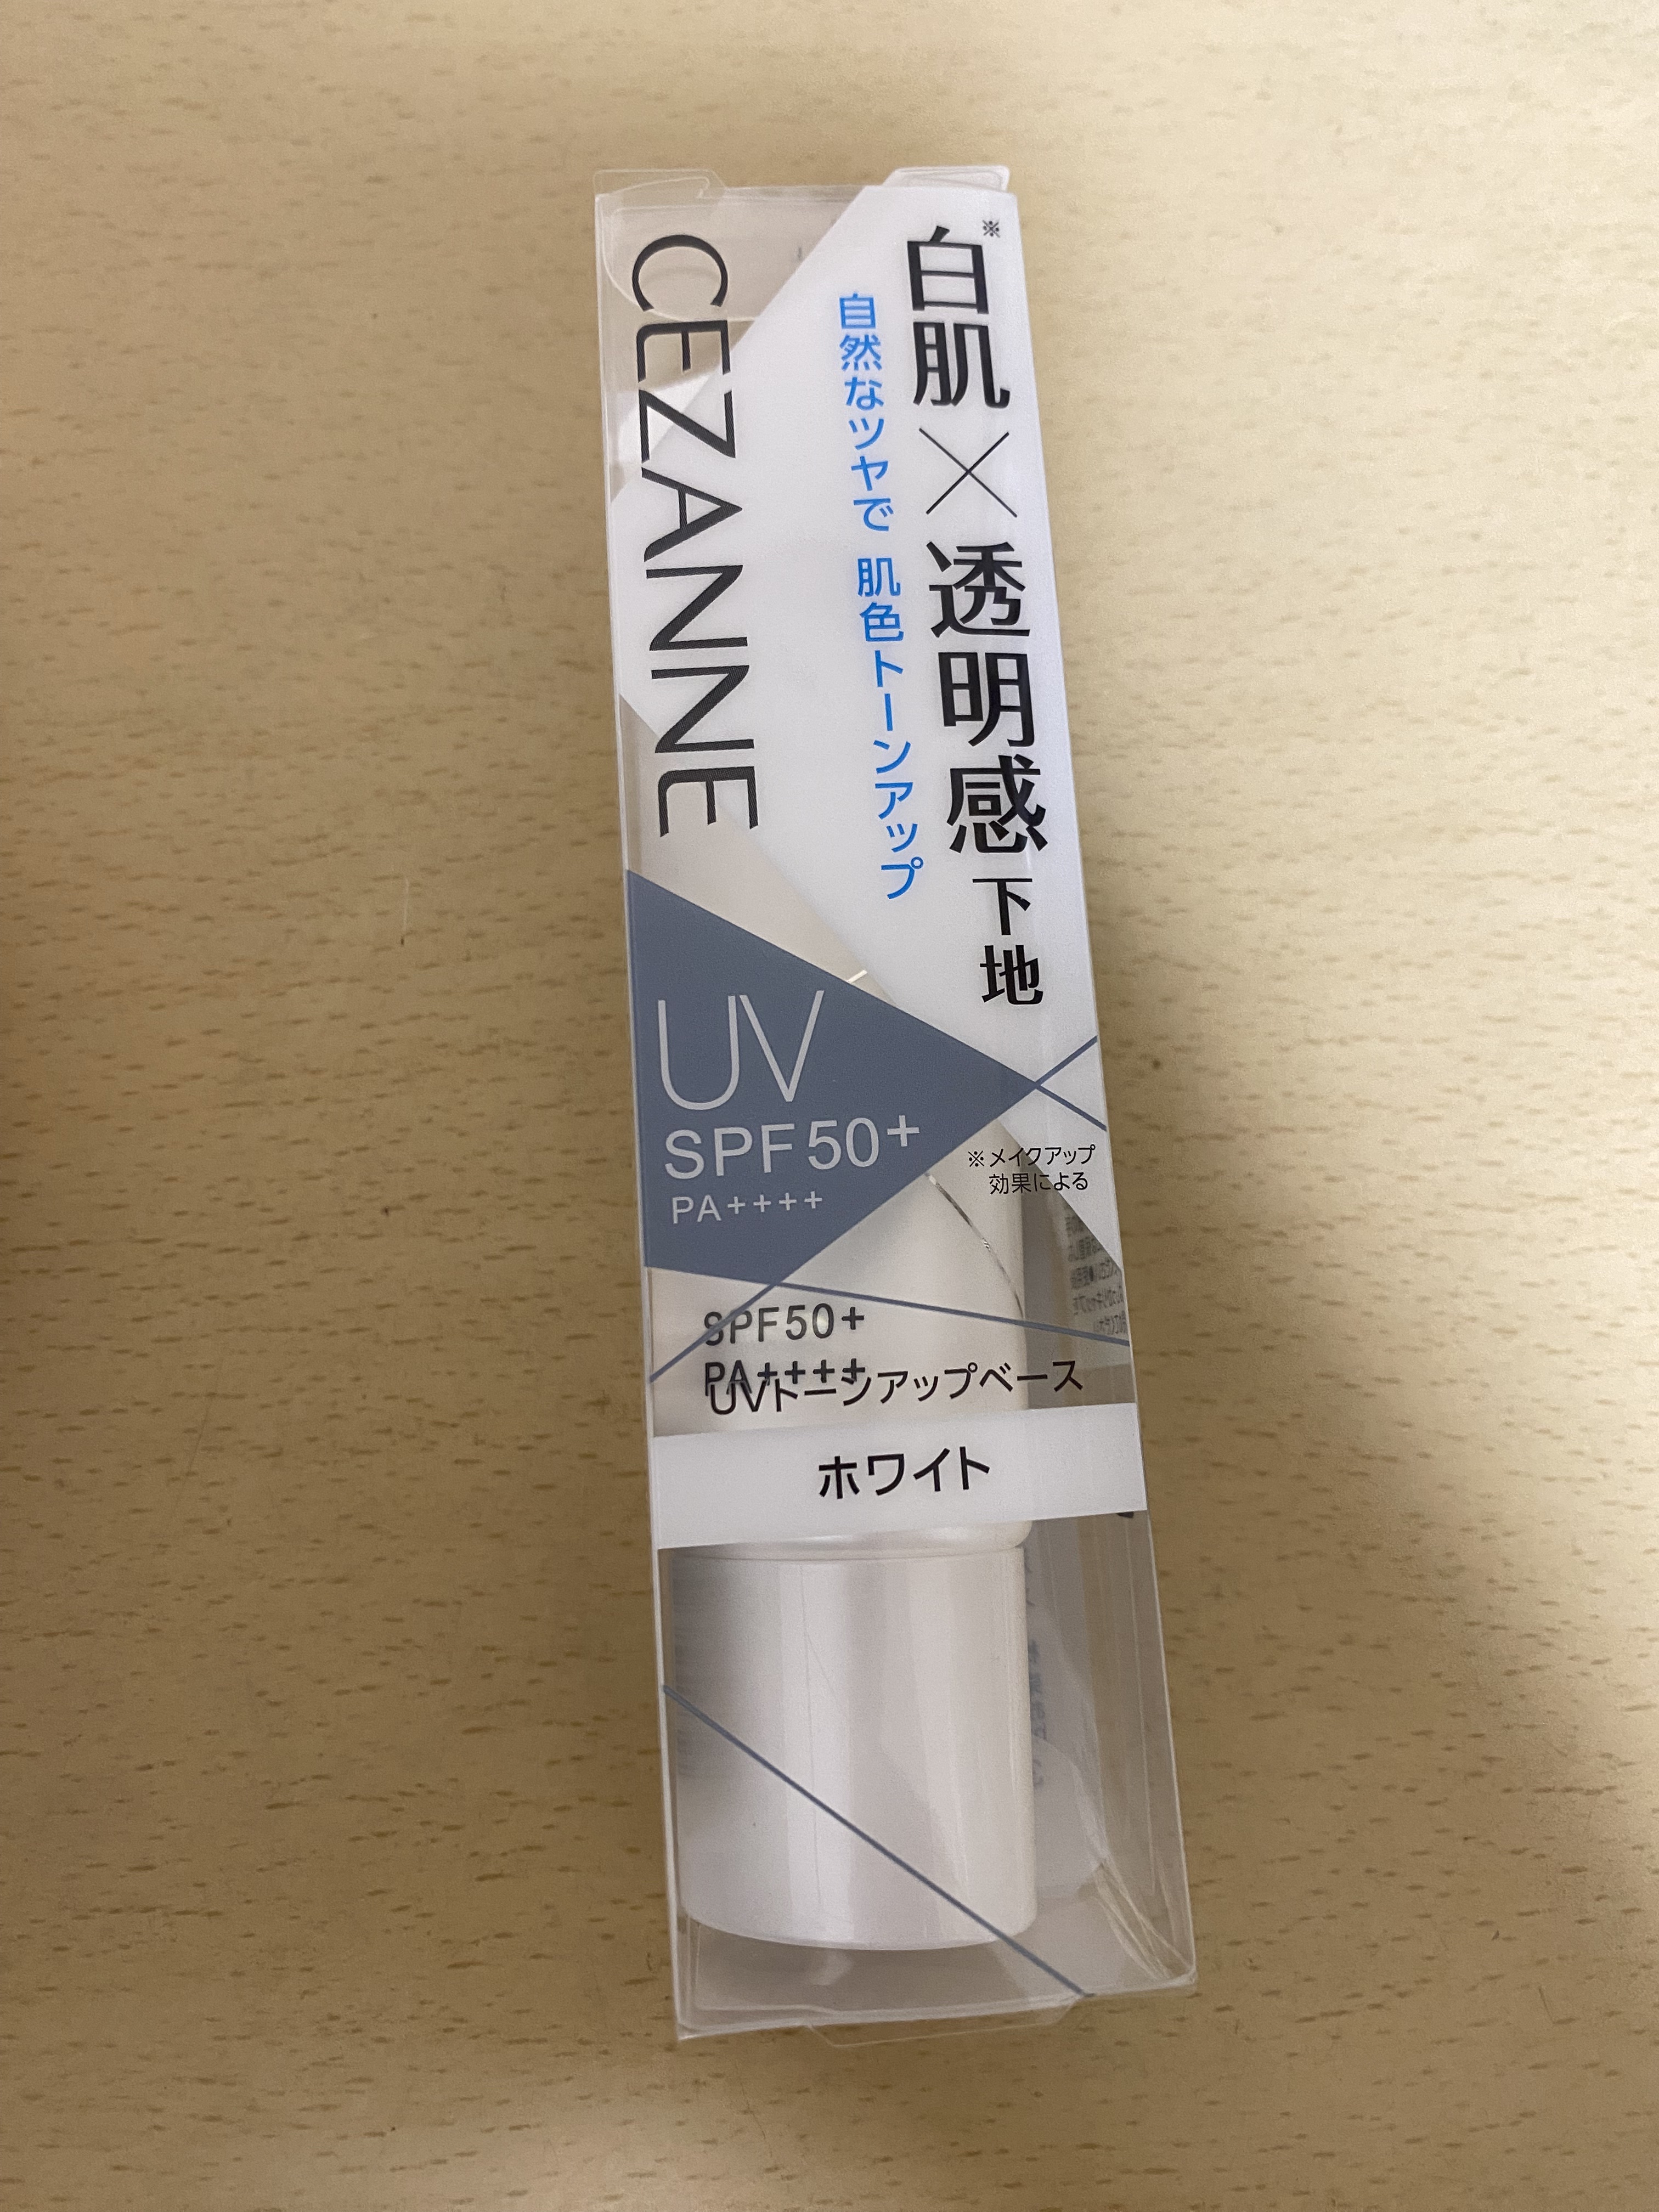 ※
白肌×透明感下地
自然なツヤで 肌色トーンアップ
CEZANNE
UV
SPF50+
PA++++
※メイクアップ
効果による
SPF50+
PA++++
UVトーンアップベース
ホワイト